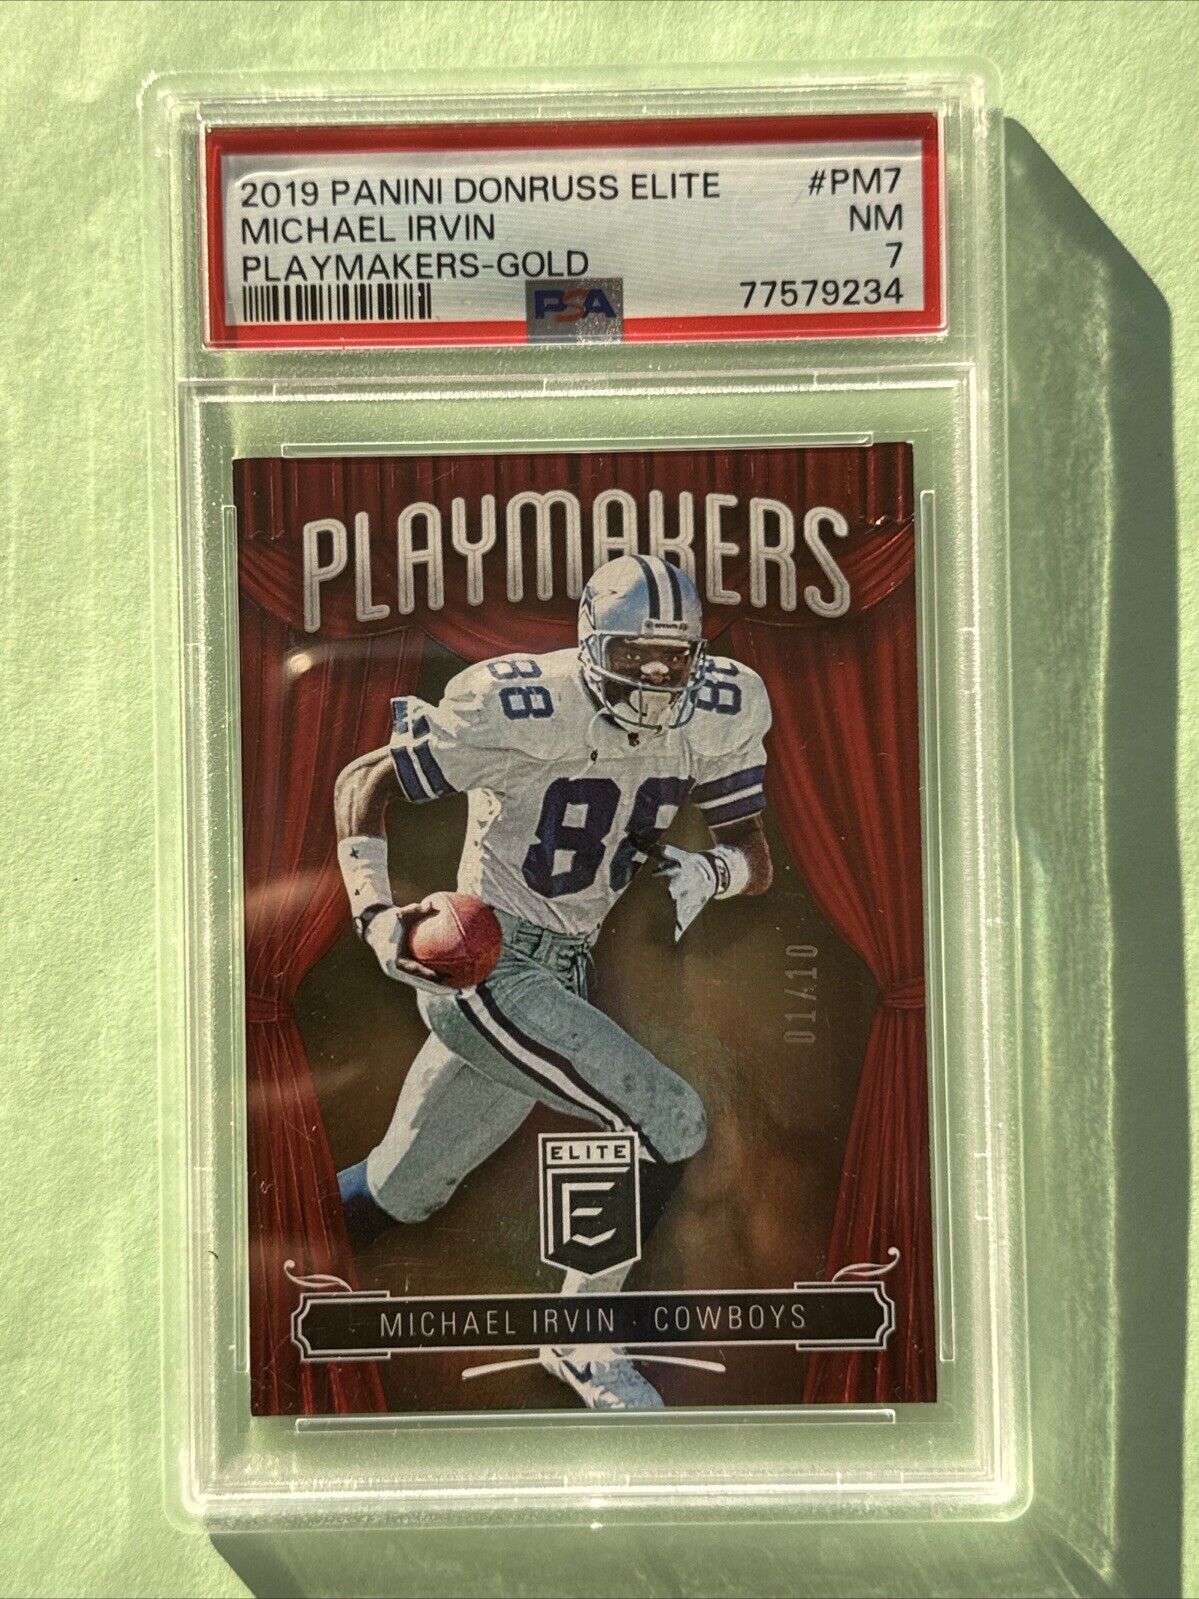 2019 PANINI DONRUSS ELITE #PM7
MICHAEL IRVIN NM
PLAYMAKERS-GOLD 7
PSA 77579234
PLAYMAKERS
88 88
88
01/10
ELITE
E
MICHAEL IRVIN · COWBOYS